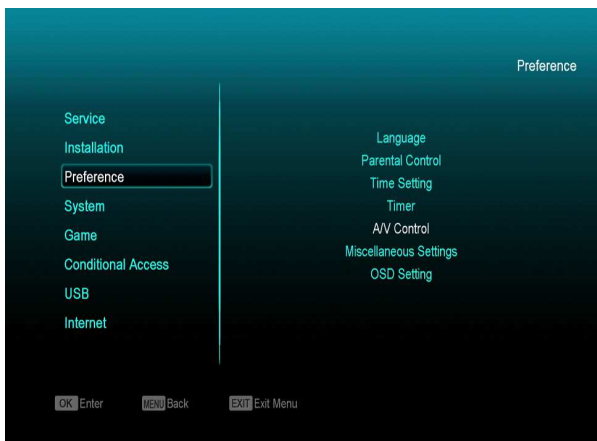 Preference
Service
Installation
Preference
System
Game
Conditional Access
USB
Internet
Language
Parental Control
Time Setting
Timer
A/V Control
Miscellaneous Settings
OSD Setting
OK Enter MENU Back EXIT Exit Menu